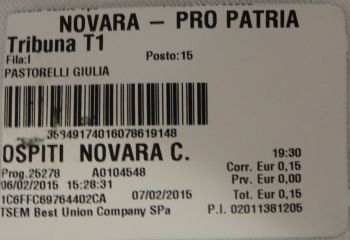 NOVARA – PRO PATRIA
Tribuna T1
Fila:I Posto:15
PASTORELLI GIULIA
35849174016078619148
OSPITI NOVARA C. 19:30
Prog.25278 A0104548 Corr. Eur 0,15
06/02/2015 15:28:31 Prv. Eur 0,00
1C6FFC69764402CA 07/02/2015 Tot. Eur 0,15
TSEM Best Union Company SPa P.I. 02011381205